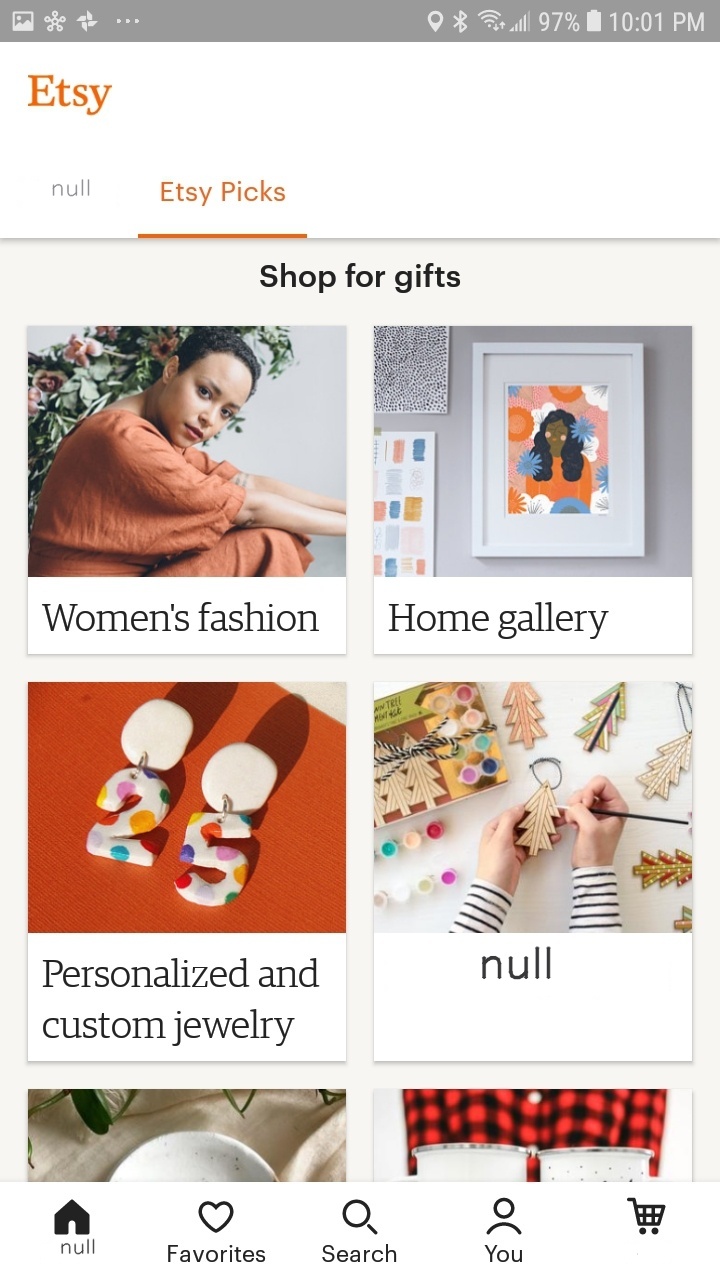 97% 10:01 PM
Etsy
null
Etsy Picks
Shop for gifts
Women's fashion
Home gallery
Personalized and
custom jewelry
null
null
Favorites
Search
You